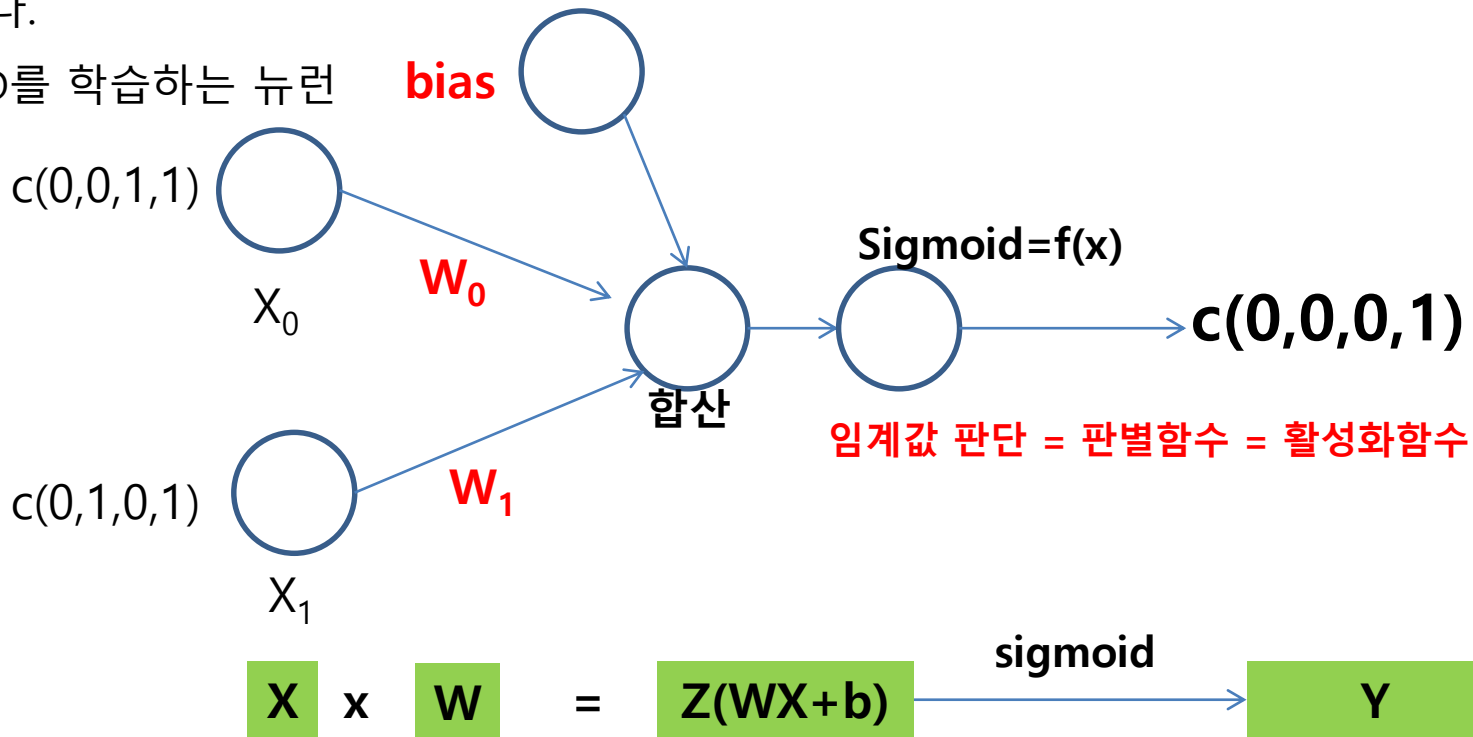 다.
를 학습하는 뉴런
bias
c(0,0,1,1)
W₀
X₀
Sigmoid=f(x)
c(0,0,0,1)
합산
임계값 판단 = 판별함수 = 활성화함수
c(0,1,0,1)
W₁
X₁
sigmoid
X x W = Z(WX+b) Y